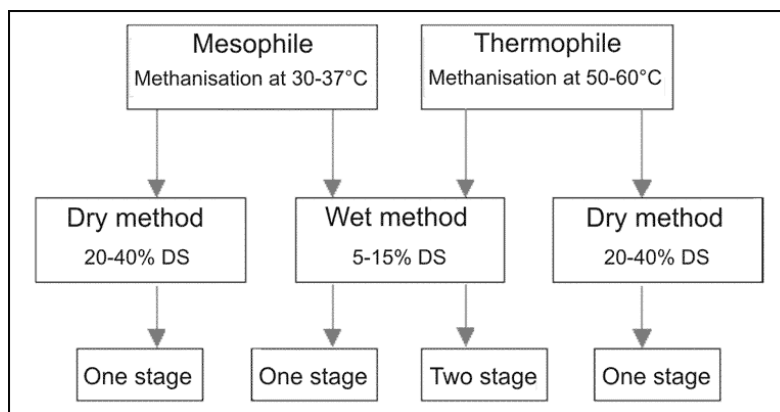 Mesophile
Methanisation at 30-37°C
Thermophile
Methanisation at 50-60°C
Dry method
20-40% DS
Wet method
5-15% DS
Dry method
20-40% DS
One stage
One stage
Two stage
One stage